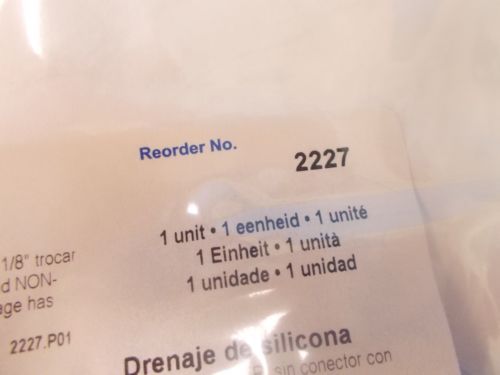 Reorder No. 2227
1 unit • 1 eenheid • 1 unité
1 Einheit • 1 unità
1 unidade • 1 unidad
1/8" trocar
d NON-
age has
2227.P01
Drenaje de silicona
sin conector con